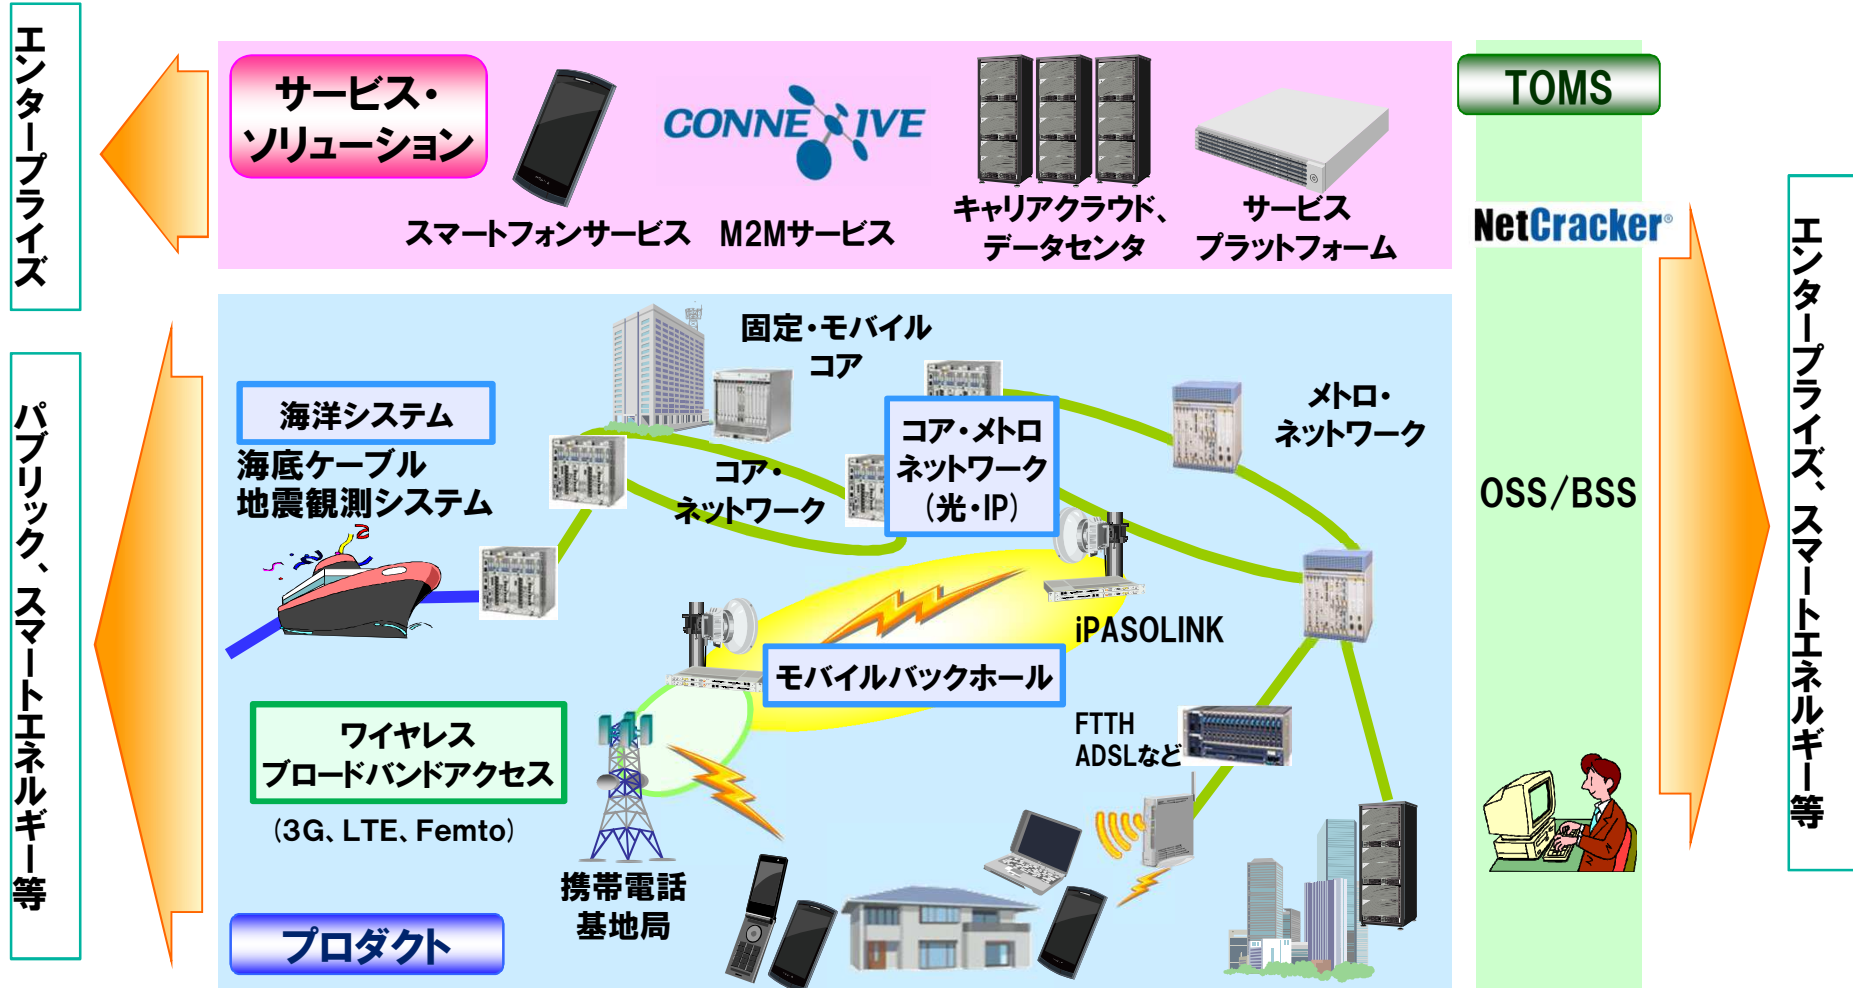 エンタープライズ
サービス・
ソリューション
CONNEXIVE
スマートフォンサービス
M2Mサービス
キャリアクラウド、
データセンタ
サービス
プラットフォーム
TOMS
NetCracker®
OSS/BSS
エンタープライズ、スマートエネルギー等
パブリック、スマートエネルギー等
固定・モバイル
コア
海洋システム
海底ケーブル
地震観測システム
コア・
ネットワーク
コア・メトロ
ネットワーク
(光・IP)
メトロ・
ネットワーク
iPASOLINK
モバイルバックホール
ワイヤレス
ブロードバンドアクセス
(3G、LTE、Femto)
FTTH
ADSLなど
携帯電話
基地局
プロダクト